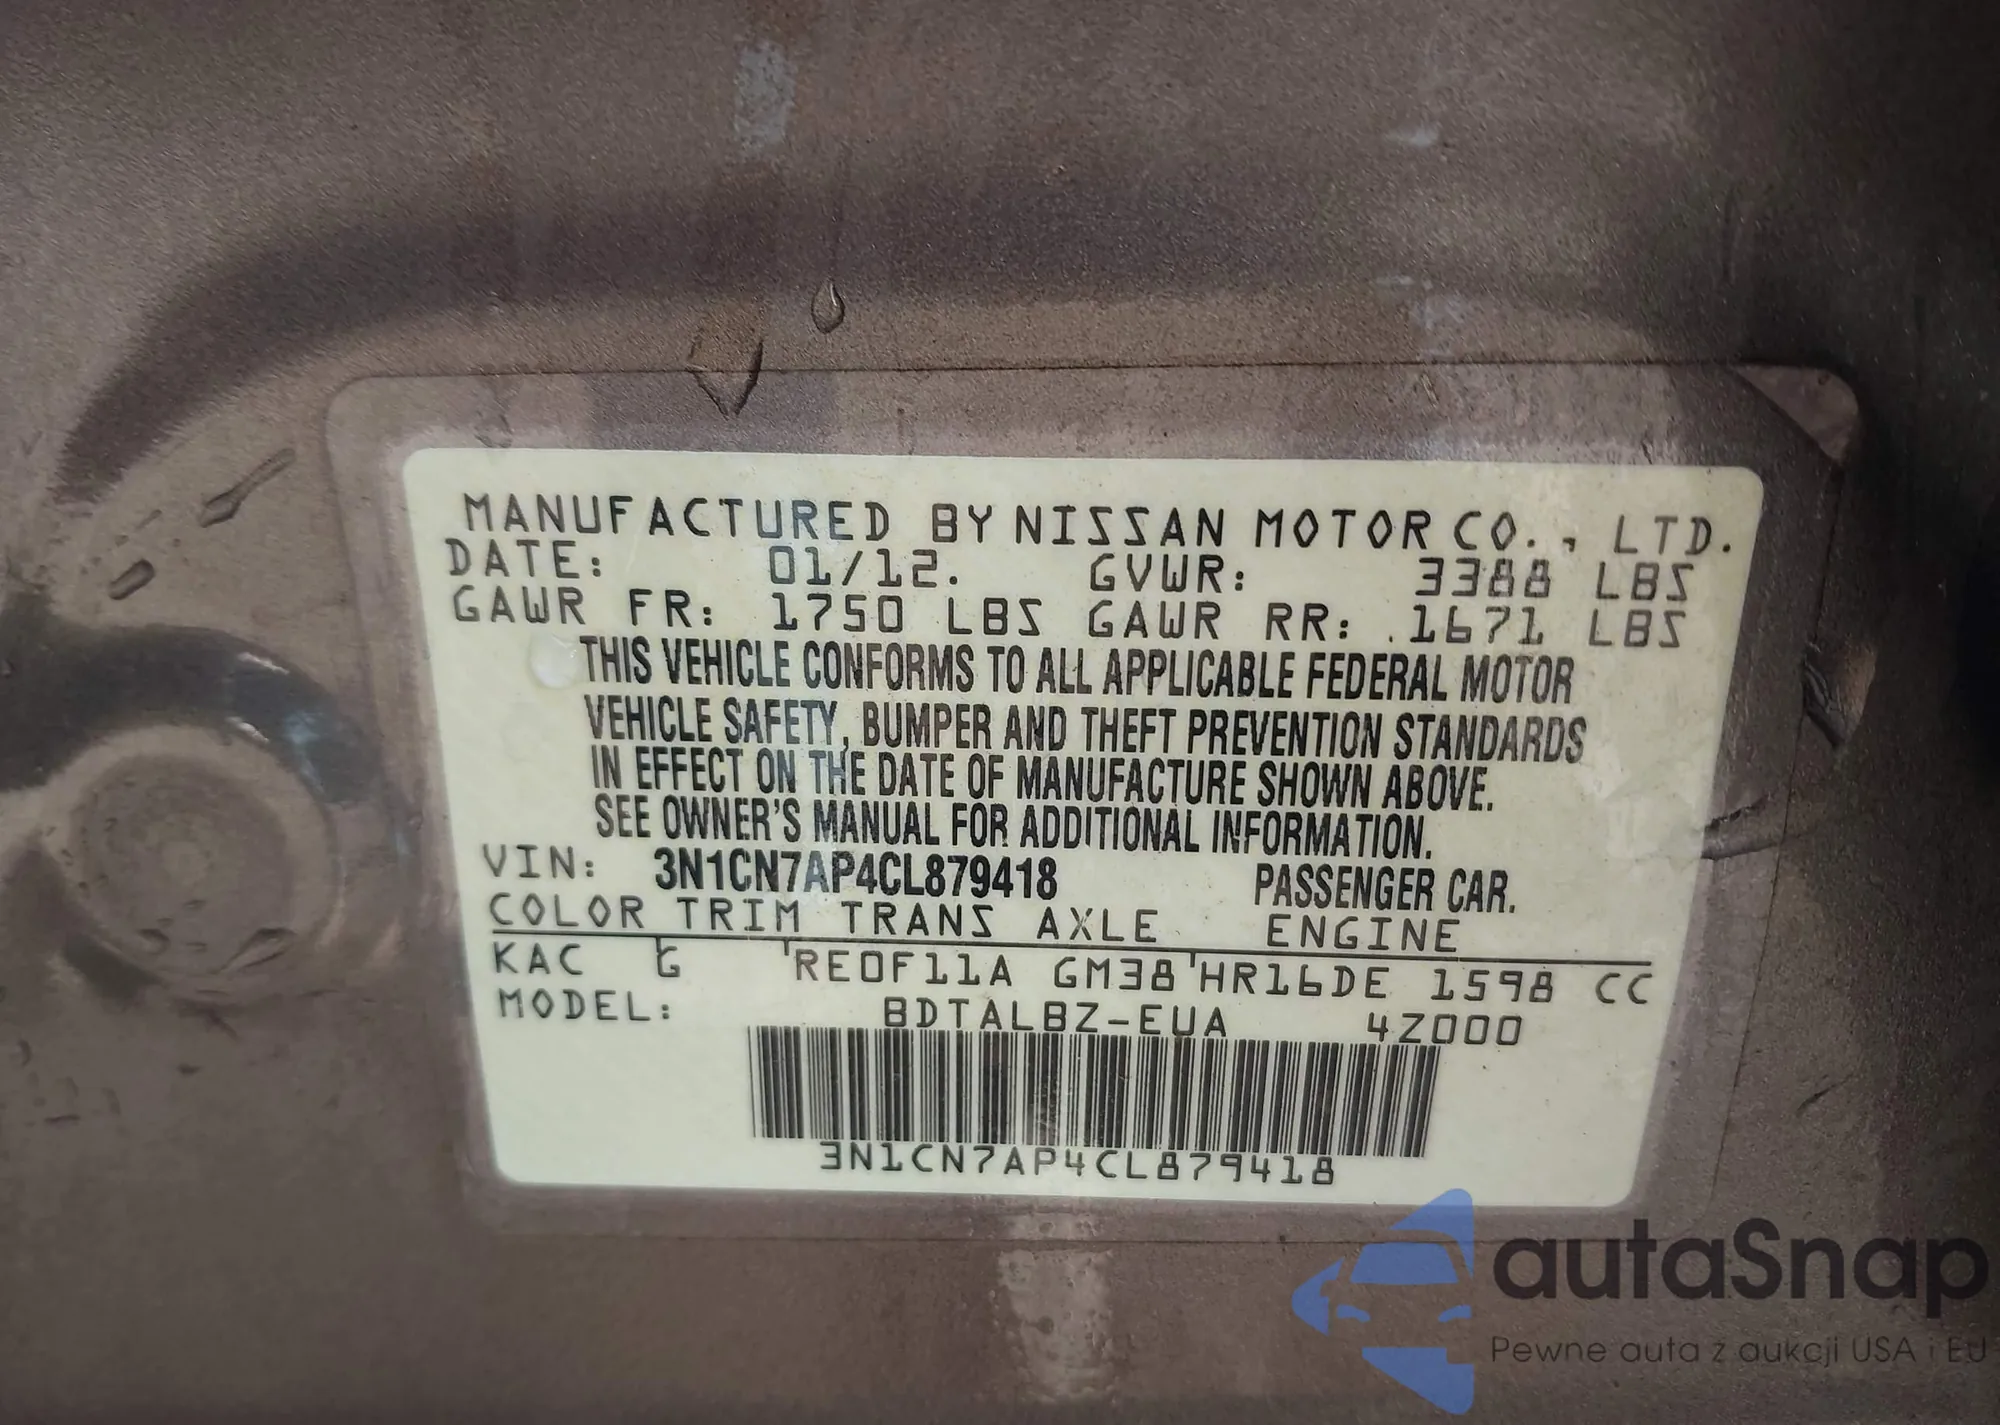 MANUFACTURED BY NISSAN MOTOR CO., LTD.
DATE: 01/12. GVWR: 3388 LBS
GAWR FR: 1750 LBS GAWR RR: 1671 LBS
THIS VEHICLE CONFORMS TO ALL APPLICABLE FEDERAL MOTOR
VEHICLE SAFETY, BUMPER AND THEFT PREVENTION STANDARDS
IN EFFECT ON THE DATE OF MANUFACTURE SHOWN ABOVE.
SEE OWNER'S MANUAL FOR ADDITIONAL INFORMATION.
VIN: 3N1CN7AP4CL879418 PASSENGER CAR.
COLOR TRIM TRANS AXLE ENGINE
KAC G RE0F11A GM38 HR16DE 1598 CC
MODEL: BDTALBZ-EUA 4Z000
3N1CN7AP4CL879418
autaSnap
Pewne auta z aukcji USA i EU